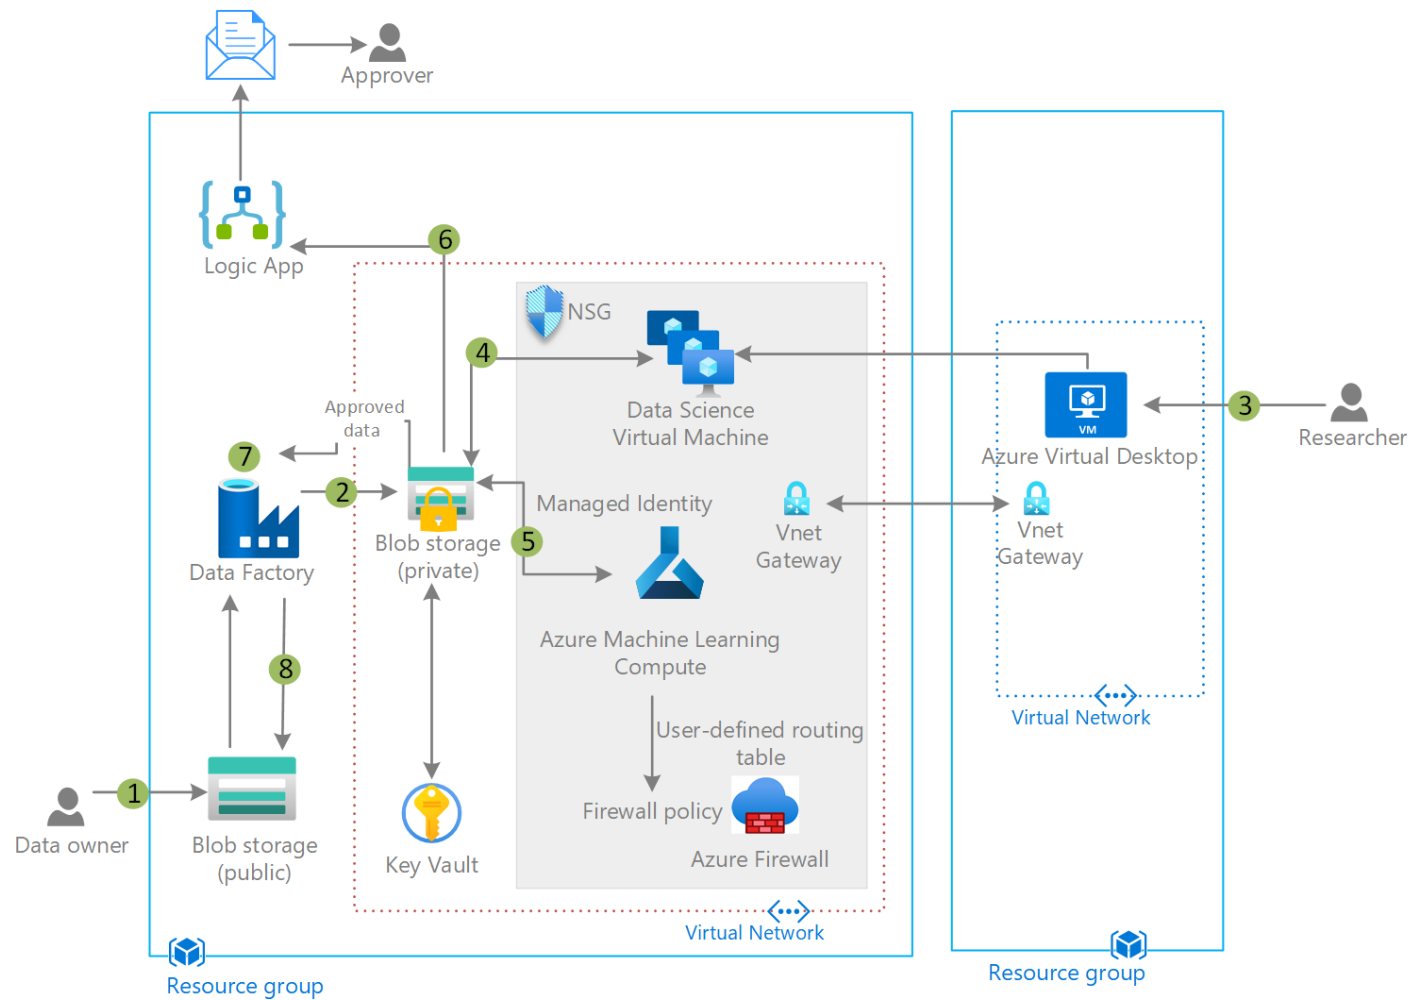 Approver
Logic App
6
NSG
4
Data Science
Virtual Machine
3
VM
Azure Virtual Desktop
Researcher
Approved
data
7
2
Data Factory
Blob storage
(private)
Managed Identity
5
Vnet
Gateway
Vnet
Gateway
Azure Machine Learning
Compute
8
User-defined routing
table
Firewall policy
Azure Firewall
Virtual Network
1
Data owner
Blob storage
(public)
Key Vault
Virtual Network
Resource group
Resource group